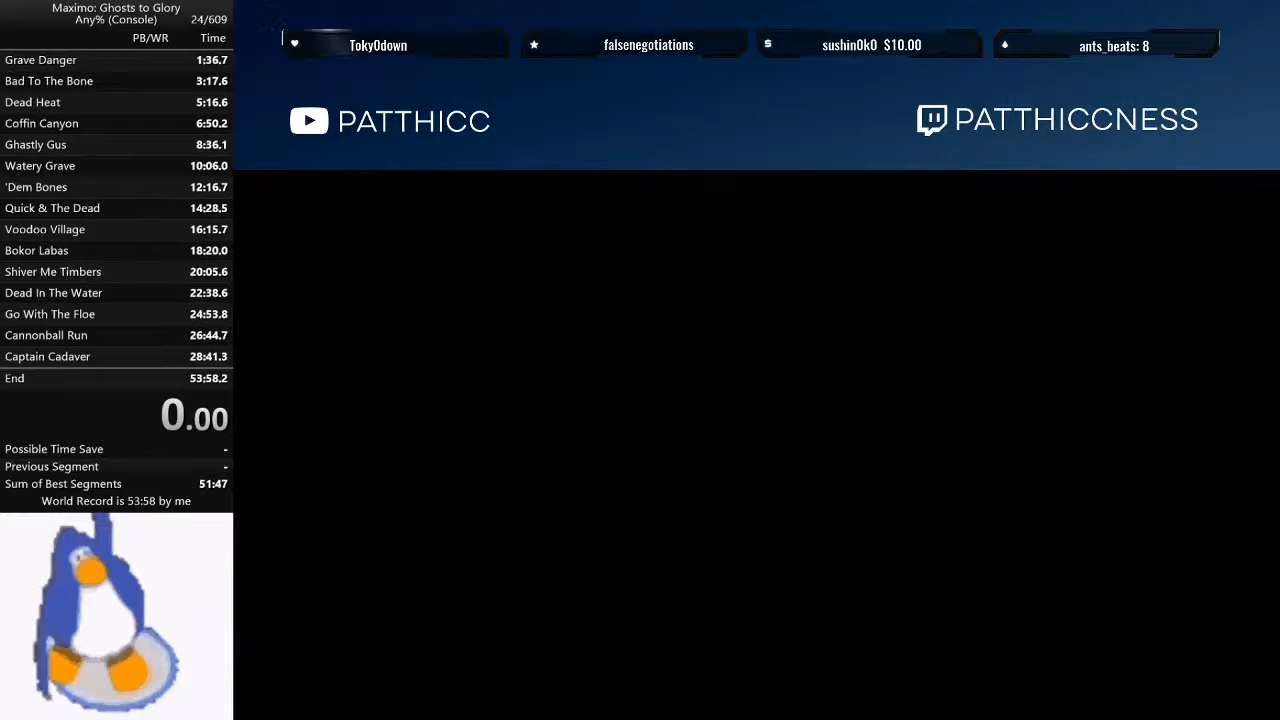 Maximo: Ghosts to Glory
Any% (Console) 24/609
PB/WR Time
Grave Danger 1:36.7
Bad To The Bone 3:17.6
Dead Heat 5:16.6
Coffin Canyon 6:50.2
Ghastly Gus 8:36.1
Watery Grave 10:06.0
'Dem Bones 12:16.7
Quick & The Dead 14:28.5
Voodoo Village 16:15.7
Bokor Labas 18:20.0
Shiver Me Timbers 20:05.6
Dead In The Water 22:38.6
Go With The Floe 24:53.8
Cannonball Run 26:44.7
Captain Cadaver 28:41.3
End 53:58.2
0.00
Possible Time Save -
Previous Segment -
Sum of Best Segments 51:47
World Record is 53:58 by me
Toky0down
falsenegotiations
sushin0k0 $10.00
ants_beats: 8
PATTHICC
PATTHICCNESS